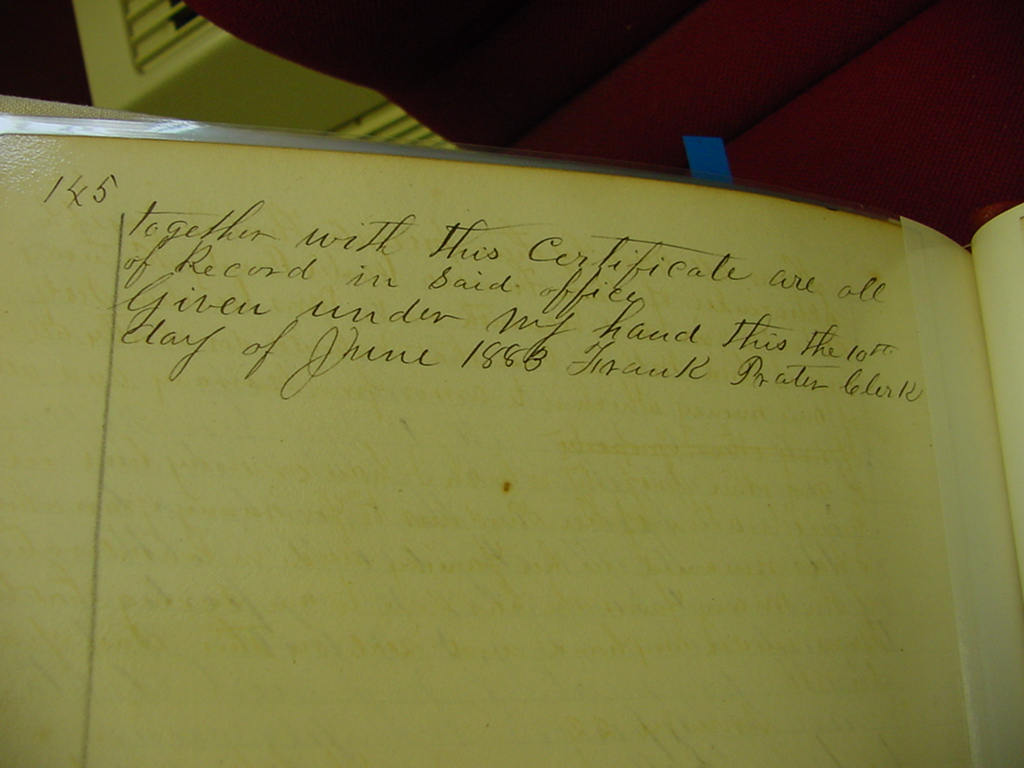 145
together with this Certificate are all
of Record in said office
Given under my hand this the 10th
day of June 1883 Frank Prater Clerk